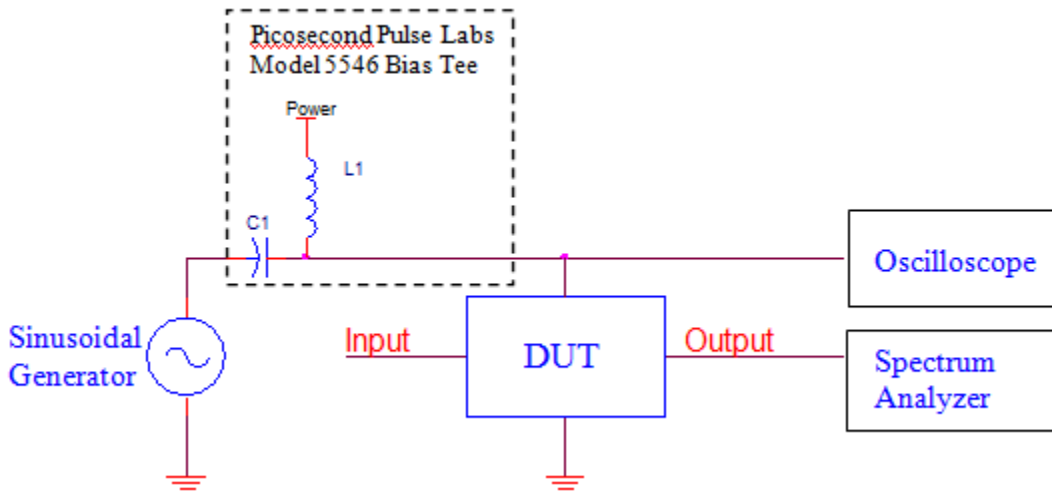 Picosecond Pulse Labs
Model 5546 Bias Tee
Power
L1
C1
Oscilloscope
Sinusoidal
Generator
Input
DUT
Output
Spectrum
Analyzer